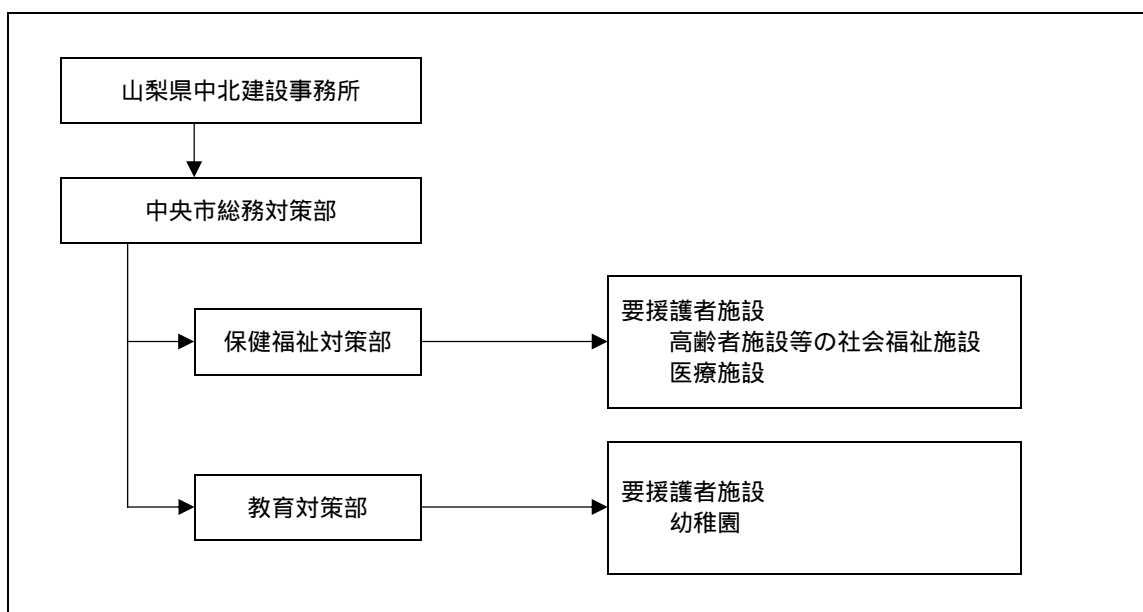 山梨県中北建設事務所
中央市総務対策部
保健福祉対策部
要援護者施設
高齢者施設等の社会福祉施設
医療施設
教育対策部
要援護者施設
幼稚園